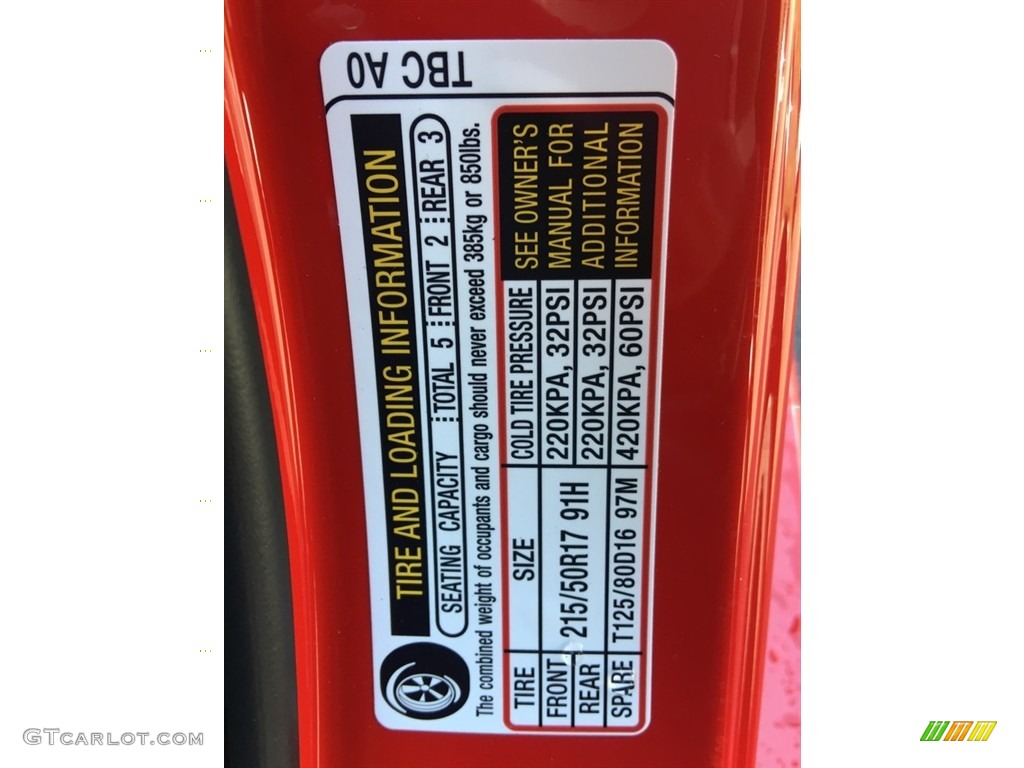 TBC A0
TIRE AND LOADING INFORMATION
SEATING CAPACITY TOTAL 5 FRONT 2 REAR 3
The combined weight of occupants and cargo should never exceed 385kg or 850lbs.
TIRE SIZE COLD TIRE PRESSURE
FRONT 215/50R17 91H 220KPA, 32PSI
REAR 220KPA, 32PSI
SPARE T125/80D16 97M 420KPA, 60PSI
SEE OWNER'S
MANUAL FOR
ADDITIONAL
INFORMATION
GTCARLOT.COM